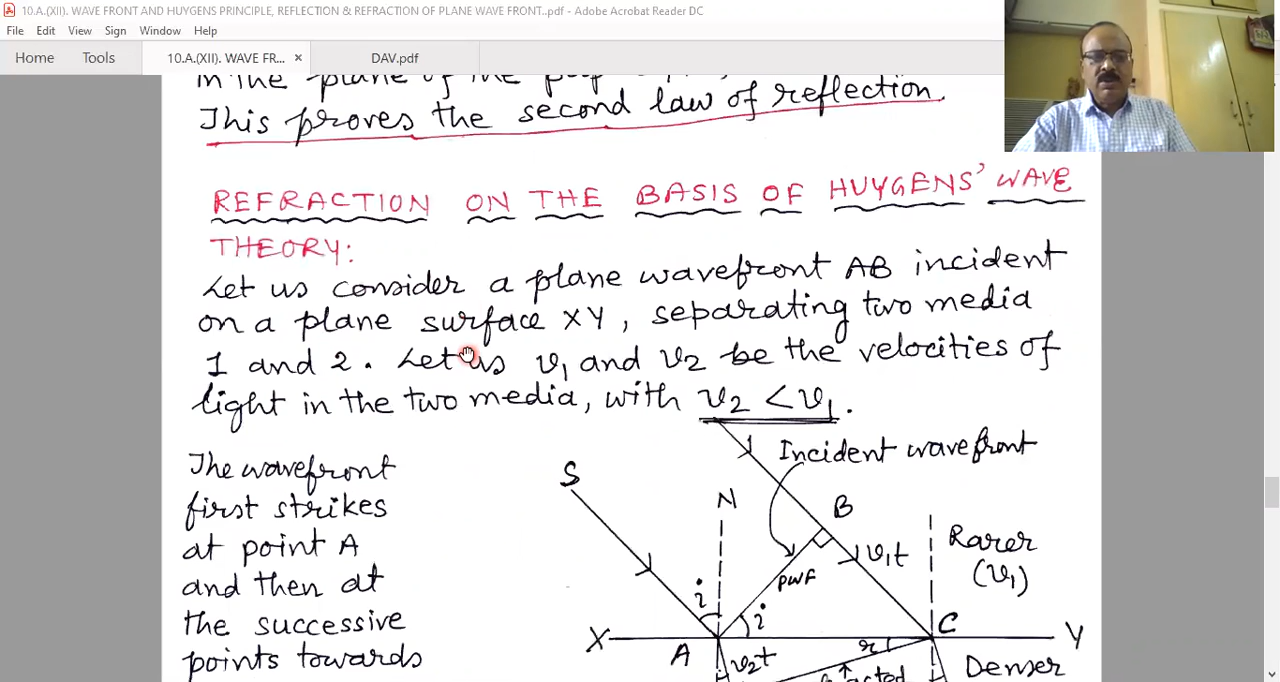 10.A.(XII). WAVE FRONT AND HUYGENS PRINCIPLE, REFLECTION & REFRACTION OF PLANE WAVE FRONT..pdf - Adobe Acrobat Reader DC
File Edit View Sign Window Help
Home Tools 10.A.(XII). WAVE FR... × DAV.pdf
in the plane of the
This proves the second law of reflection.
REFRACTION ON THE BASIS OF HUYGENS' WAVE
THEORY:
Let us consider a plane wavefront AB incident
on a plane surface XY, separating two media
1 and 2. Let us v1 and v2 be the velocities of
light in the two media, with v2 < v1.
The wavefront
first strikes
at point A
and then at
the successive
points towards
Incident wavefront
S
N
B
Rarer
(v1)
v1t
PWF
i
i
X
A
C
Y
v2t
r
Denser